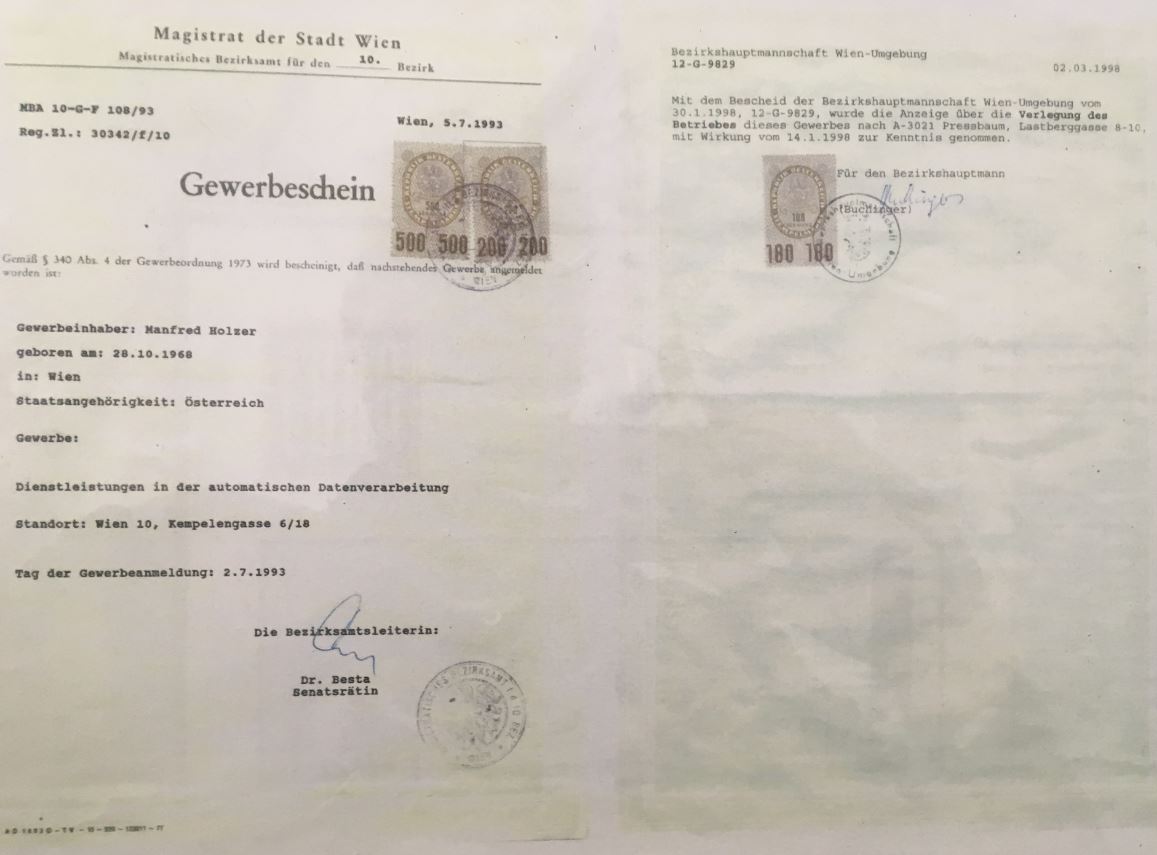 Magistrat der Stadt Wien
Magistratisches Bezirksamt für den 10. Bezirk
MBA 10-G-F 108/93
Reg.Zl.: 30342/f/10
Wien, 5.7.1993
Gewerbeschein
500 500 200 200
Gemäß § 340 Abs. 4 der Gewerbeordnung 1973 wird bescheinigt, daß nachstehendes Gewerbe angemeldet
worden ist:
Gewerbeinhaber: Manfred Holzer
geboren am: 28.10.1968
in: Wien
Staatsangehörigkeit: Österreich
Gewerbe:
Dienstleistungen in der automatischen Datenverarbeitung
Standort: Wien 10, Kempelengasse 6/18
Tag der Gewerbeanmeldung: 2.7.1993
Die Bezirksamtsleiterin:
Dr. Besta
Senatsrätin
Bezirkshauptmannschaft Wien-Umgebung
12-G-9829
02.03.1998
Mit dem Bescheid der Bezirkshauptmannschaft Wien-Umgebung vom
30.1.1998, 12-G-9829, wurde die Anzeige über die Verlegung des
Betriebes dieses Gewerbes nach A-3021 Pressbaum, Lastberggasse 8-10,
mit Wirkung vom 14.1.1998 zur Kenntnis genommen.
Für den Bezirkshauptmann
(Buchinger)
180 180